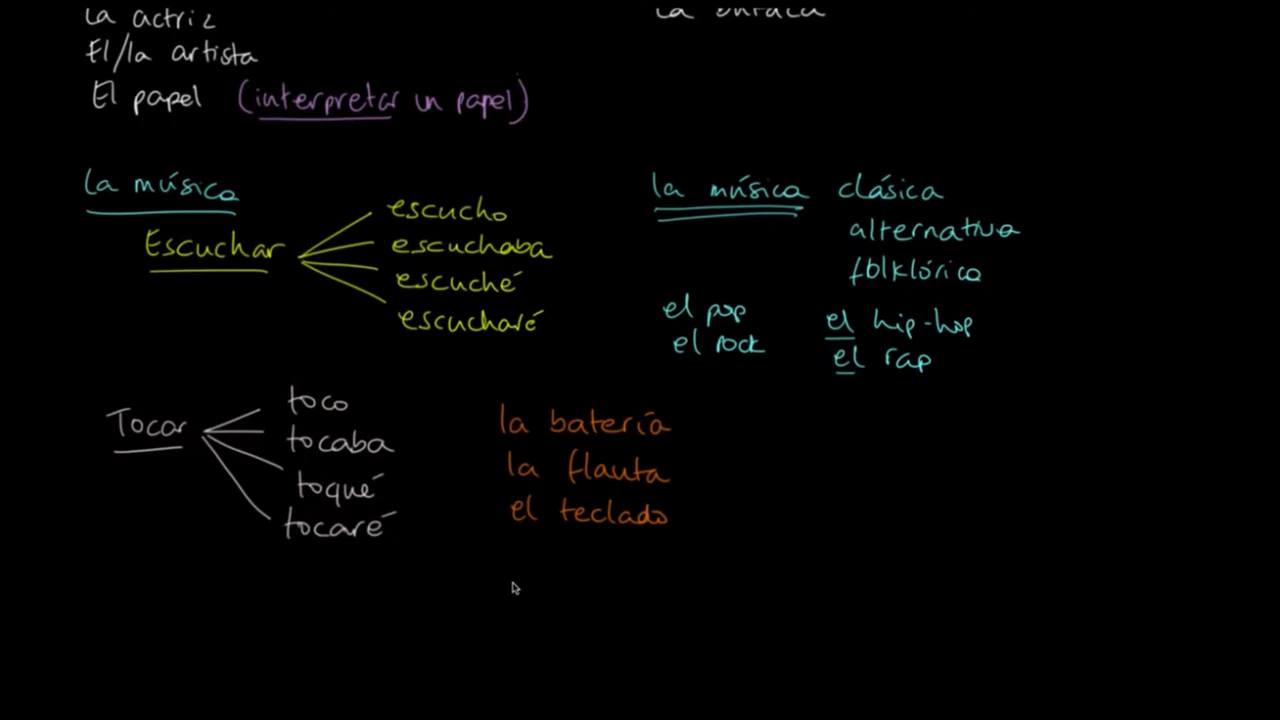 La actriz
El/la artista
El papel (interpretar un papel)
la música
Escuchar
escucho
escuchaba
escuché
escucharé
la música clásica
alternativa
folklórica
el pop
el rock
el hip-hop
el rap
Tocar
toco
tocaba
toqué
tocaré
la batería
la flauta
el teclado